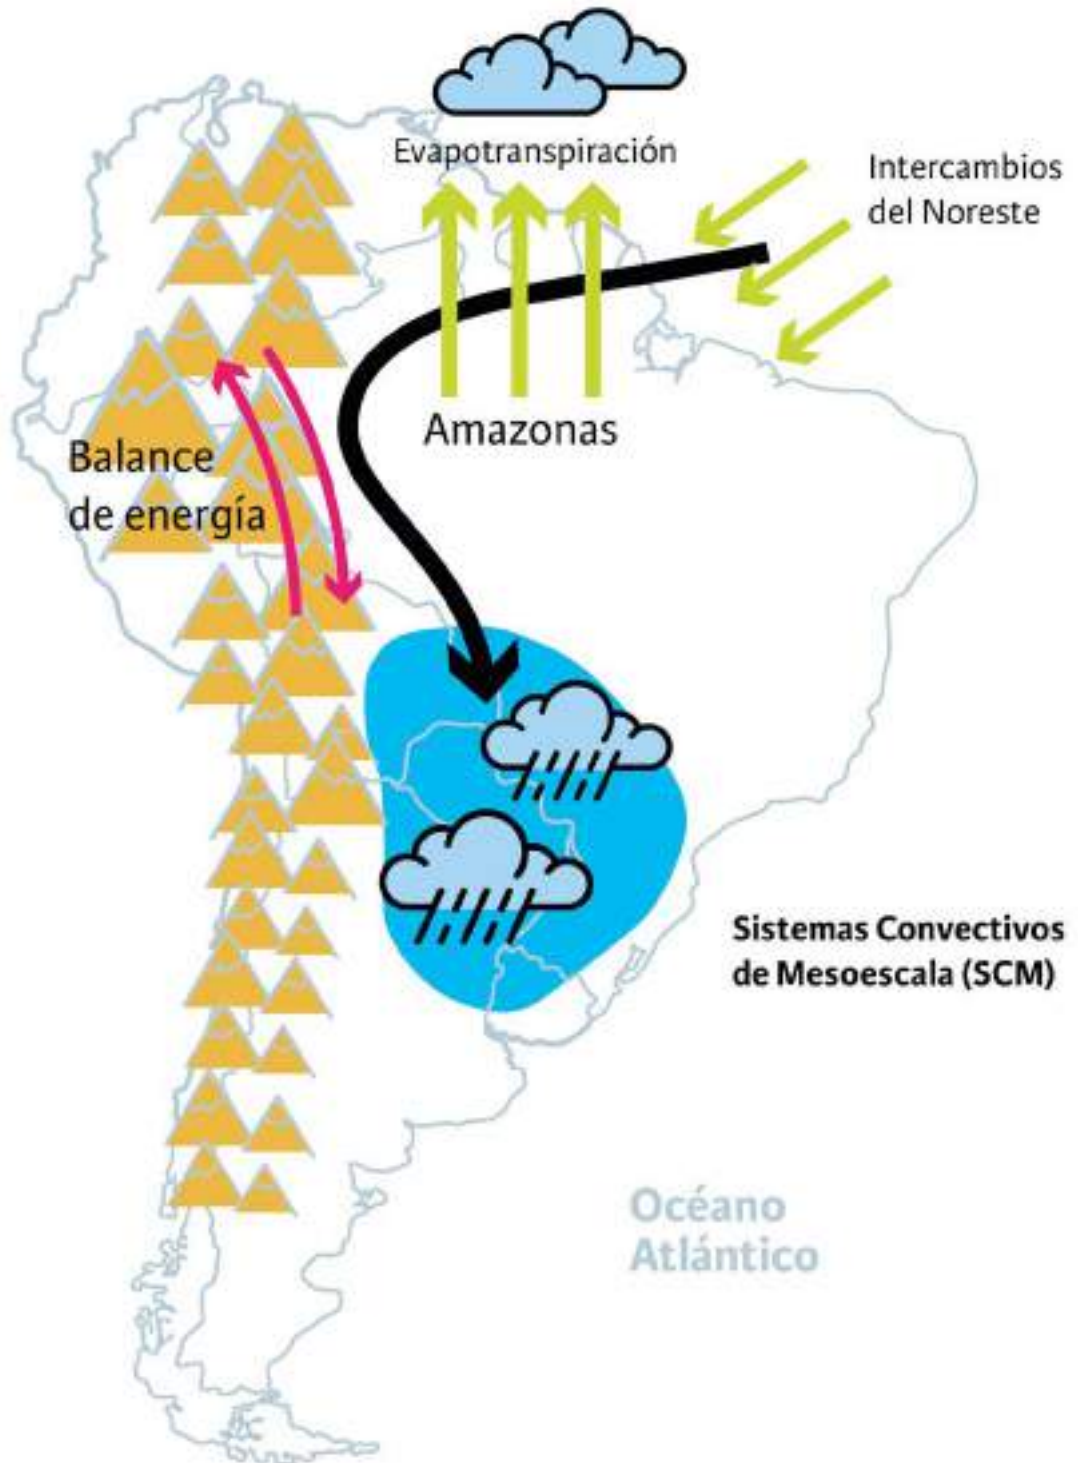 Evapotranspiración
Intercambios
del Noreste
Amazonas
Balance
de energía
Sistemas Convectivos
de Mesoescala (SCM)
Océano
Atlántico